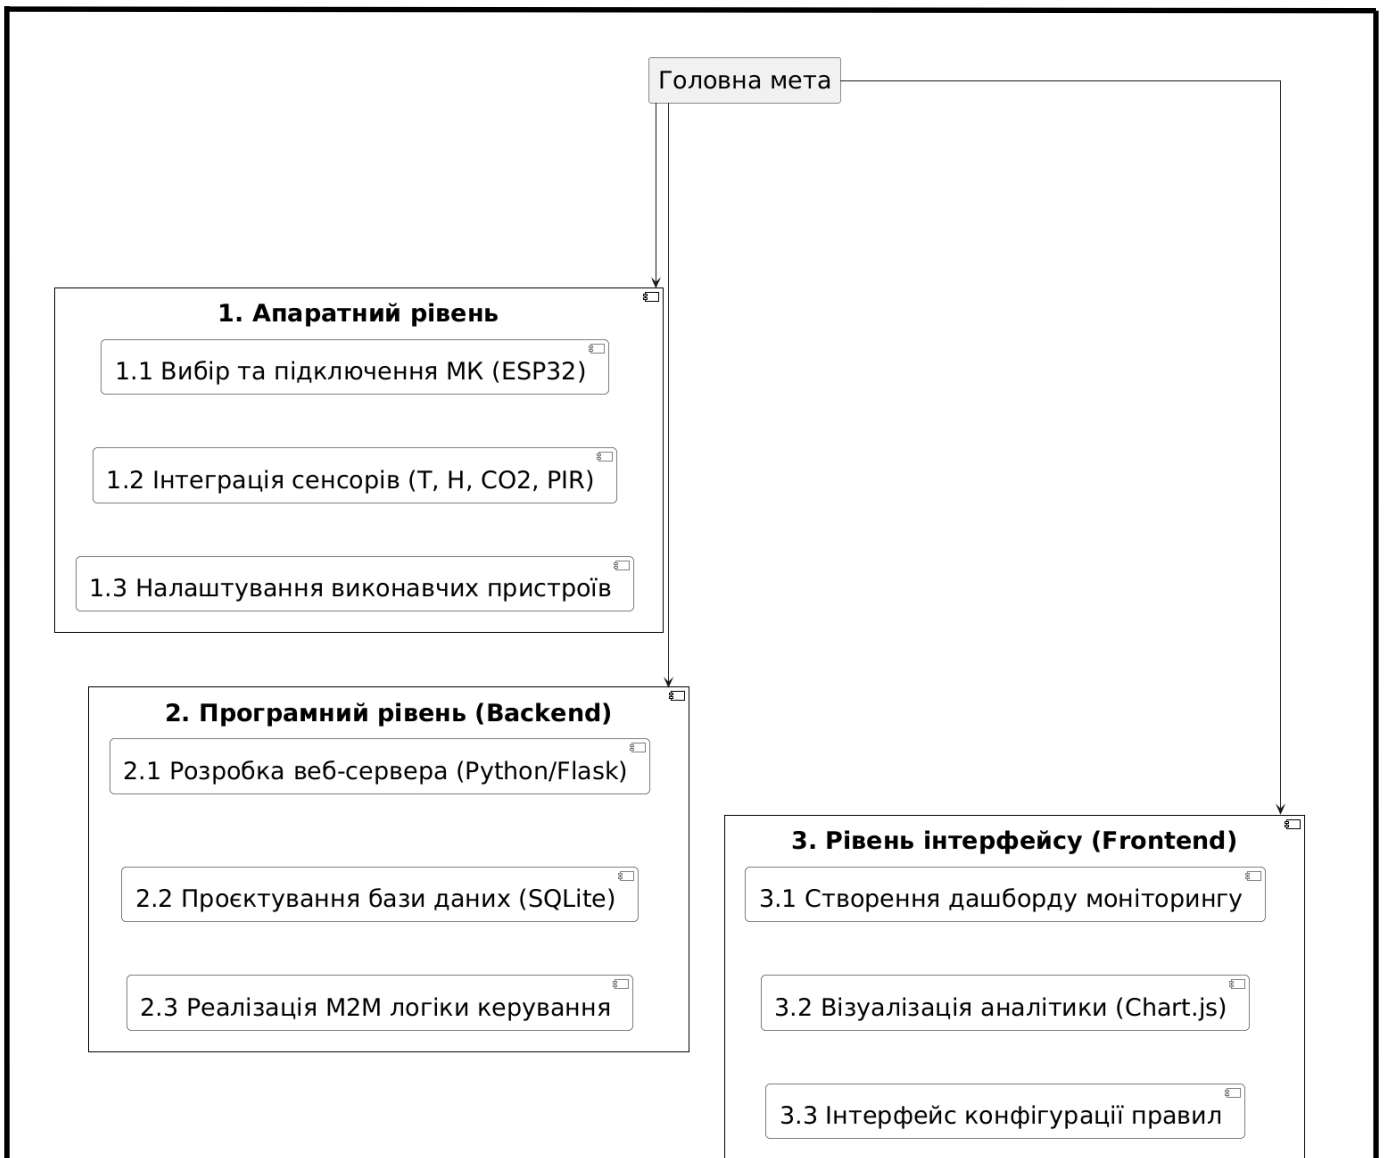 Головна мета
1. Апаратний рівень
1.1 Вибір та підключення МК (ESP32)
1.2 Інтеграція сенсорів (T, H, CO2, PIR)
1.3 Налаштування виконавчих пристроїв
2. Програмний рівень (Backend)
2.1 Розробка веб-сервера (Python/Flask)
2.2 Проєктування бази даних (SQLite)
2.3 Реалізація M2M логіки керування
3. Рівень інтерфейсу (Frontend)
3.1 Створення дашборду моніторингу
3.2 Візуалізація аналітики (Chart.js)
3.3 Інтерфейс конфігурації правил